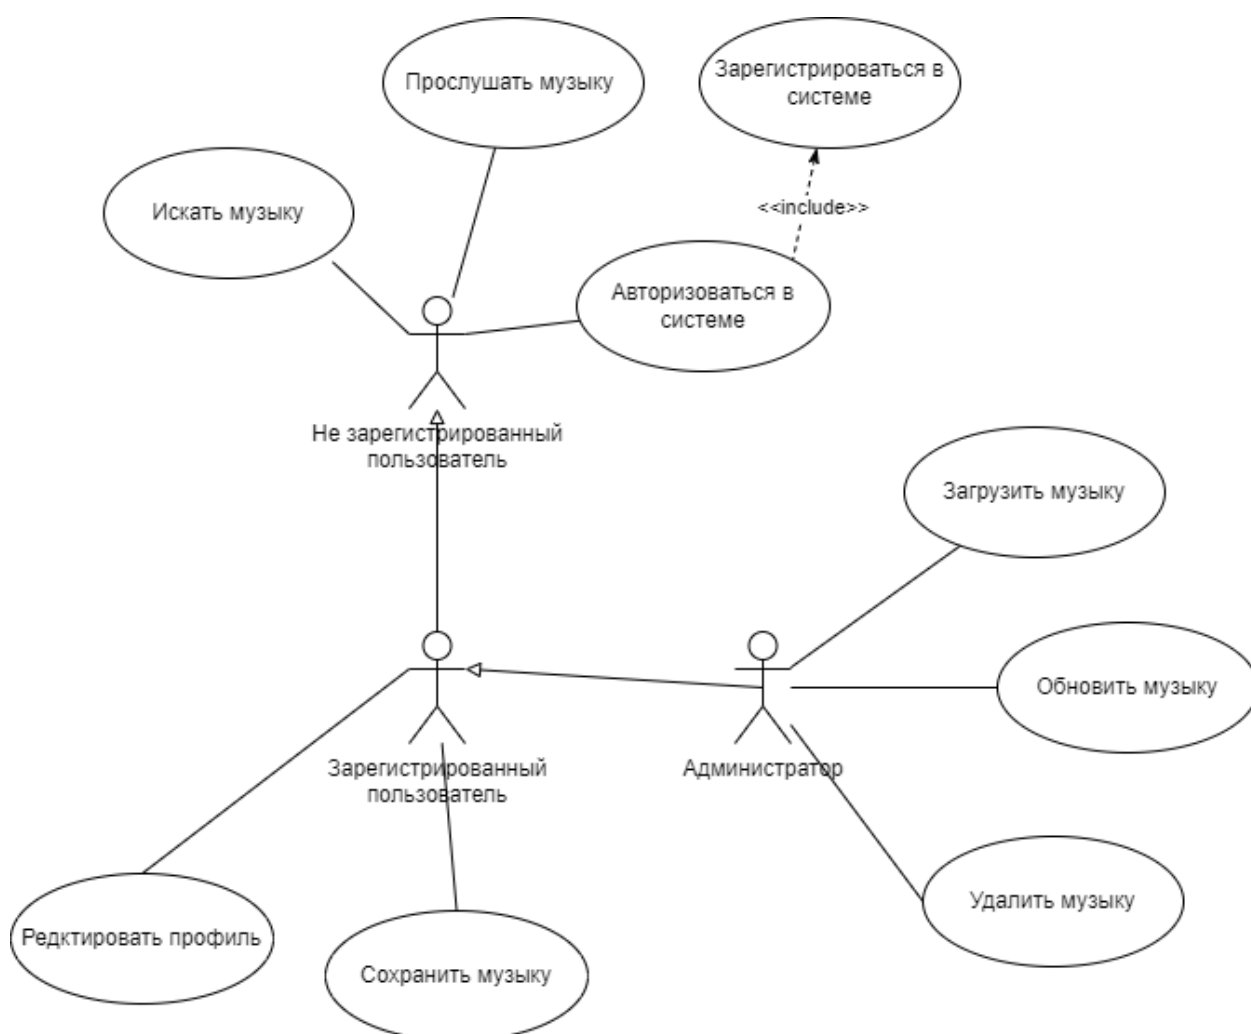 Прослушать музыку
Зарегистрироваться в
системе
Искать музыку
<<include>>
Авторизоваться в
системе
Не зарегистрированный
пользователь
Загрузить музыку
Обновить музыку
Зарегистрированный
пользователь
Администратор
Удалить музыку
Редктировать профиль
Сохранить музыку